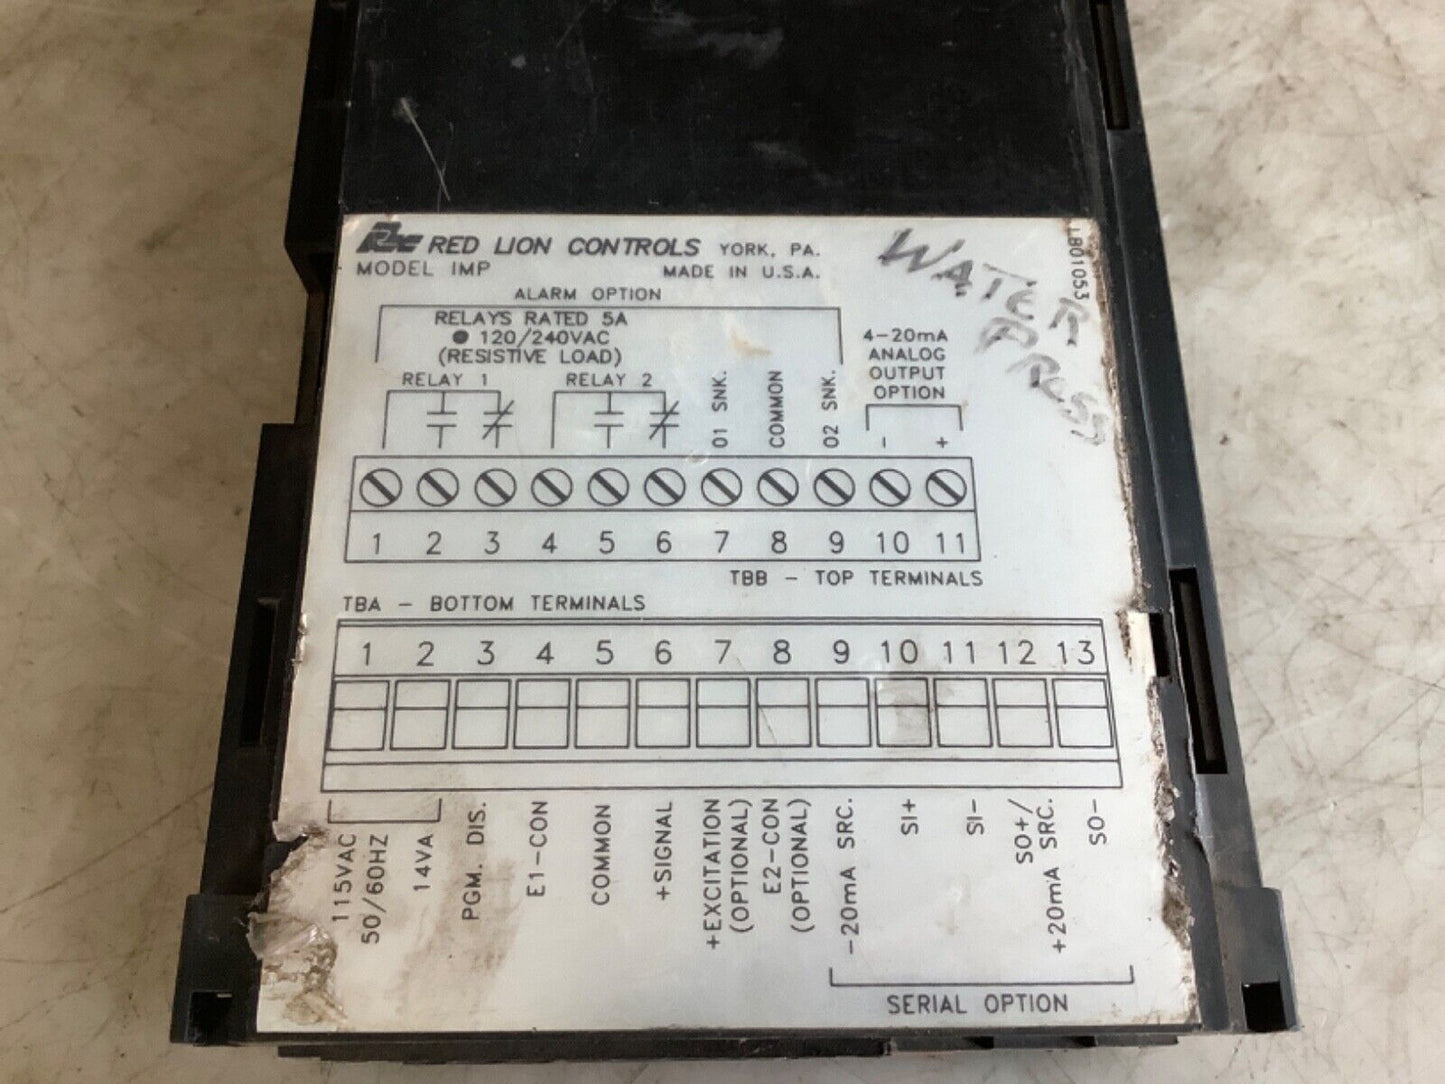 RLC RED LION CONTROLS YORK, PA.
MODEL IMP MADE IN U.S.A.
WATER
PRESS
LB01053
ALARM OPTION
RELAYS RATED 5A
@ 120/240VAC
(RESISTIVE LOAD)
RELAY 1
RELAY 2
O1 SNK.
COMMON
O2 SNK.
4-20mA
ANALOG
OUTPUT
OPTION
- +
1 2 3 4 5 6 7 8 9 10 11
TBB - TOP TERMINALS
TBA - BOTTOM TERMINALS
1 2 3 4 5 6 7 8 9 10 11 12 13
115VAC
50/60HZ
14VA
PGM. DIS.
E1-CON
COMMON
+SIGNAL
+EXCITATION
(OPTIONAL)
E2-CON
(OPTIONAL)
-20mA SRC.
SI+
SI-
SO+/
+20mA SRC.
SO-
SERIAL OPTION